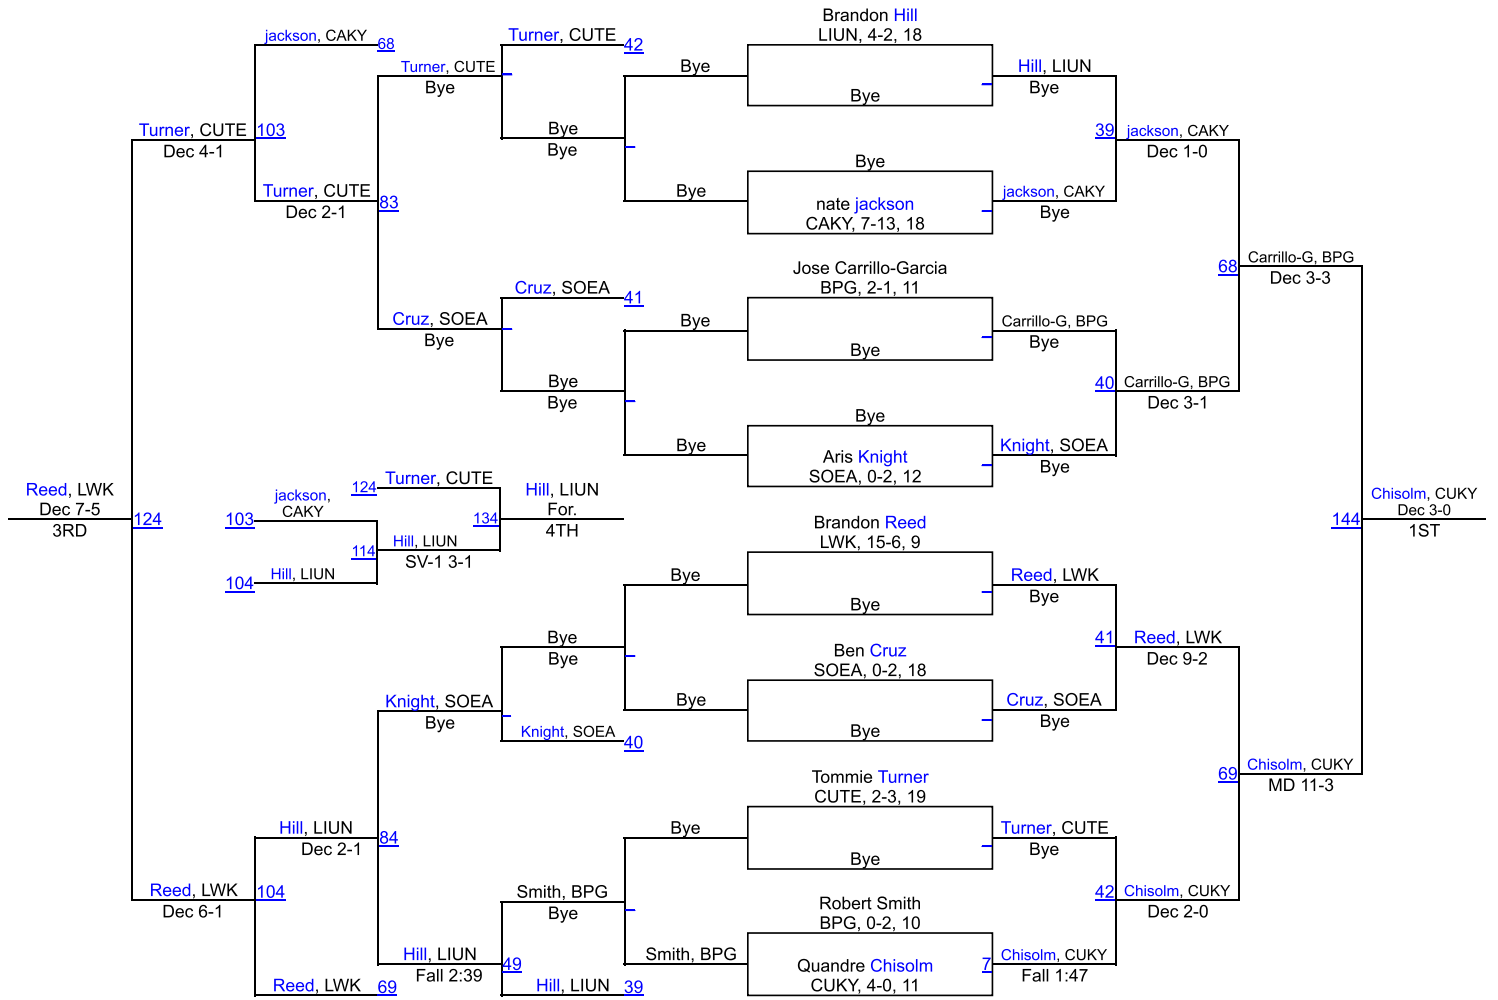 Brandon Hill
LIUN, 4-2, 18
jackson, CAKY
68
Turner, CUTE
42
Turner, CUTE
Bye
Bye
Bye
Hill, LIUN
Bye
Turner, CUTE
103
Dec 4-1
Bye
Bye
39
jackson, CAKY
Dec 1-0
Bye
Turner, CUTE
83
Dec 2-1
Bye
nate jackson
CAKY, 7-13, 18
jackson, CAKY
Bye
Jose Carrillo-Garcia
BPG, 2-1, 11
68
Carrillo-G, BPG
Dec 3-3
Cruz, SOEA
41
Cruz, SOEA
Bye
Bye
Bye
Carrillo-G, BPG
Bye
Bye
Bye
40
Carrillo-G, BPG
Dec 3-1
Bye
Bye
Aris Knight
SOEA, 0-2, 12
Knight, SOEA
Bye
Reed, LWK
Dec 7-5
3RD
124
jackson,
CAKY
103
124
Turner, CUTE
134
Hill, LIUN
For.
4TH
114
Hill, LIUN
SV-1 3-1
104
Hill, LIUN
Brandon Reed
LWK, 15-6, 9
144
Chisolm, CUKY
Dec 3-0
1ST
Bye
Bye
Reed, LWK
Bye
Bye
Bye
41
Reed, LWK
Dec 9-2
Ben Cruz
SOEA, 0-2, 18
Knight, SOEA
Bye
Bye
Bye
Cruz, SOEA
Bye
Knight, SOEA
40
Tommie Turner
CUTE, 2-3, 19
69
Chisolm, CUKY
MD 11-3
Hill, LIUN
84
Dec 2-1
Bye
Bye
Turner, CUTE
Bye
Reed, LWK
104
Dec 6-1
Smith, BPG
Bye
Robert Smith
BPG, 0-2, 10
42
Chisolm, CUKY
Dec 2-0
Hill, LIUN
49
Fall 2:39
Smith, BPG
Quandre Chisolm
CUKY, 4-0, 11
7
Chisolm, CUKY
Fall 1:47
Reed, LWK
69
Hill, LIUN
39